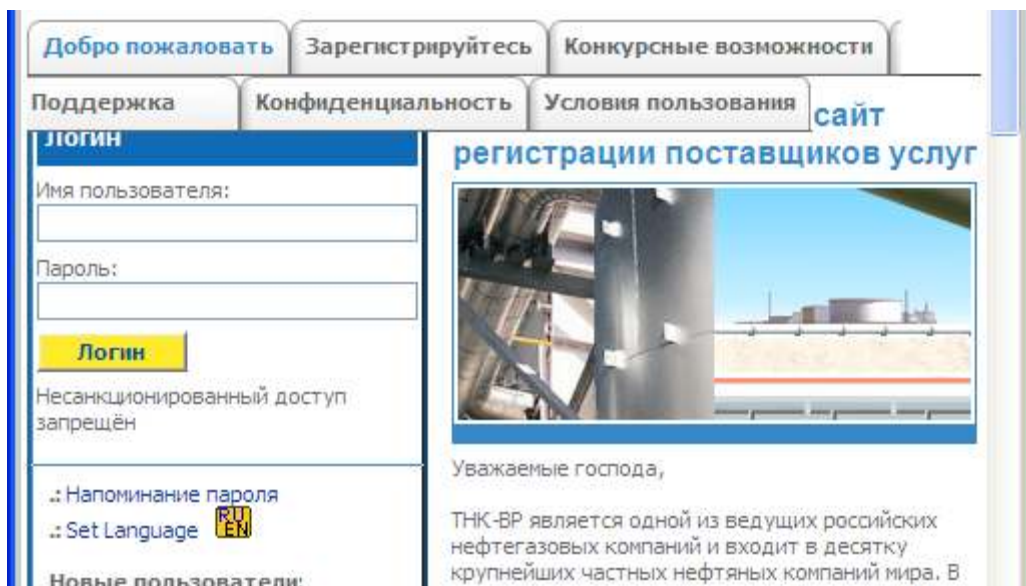 Добро пожаловать
Зарегистрируйтесь
Конкурсные возможности
Поддержка
Конфиденциальность
Условия пользования
сайт
регистрации поставщиков услуг
Логин
Имя пользователя:
Пароль:
Логин
Несанкционированный доступ
запрещён
.: Напоминание пароля
.: Set Language RU EN
Новые пользователи:
Уважаемые господа,
ТНК-BP является одной из ведущих российских
нефтегазовых компаний и входит в десятку
крупнейших частных нефтяных компаний мира. В